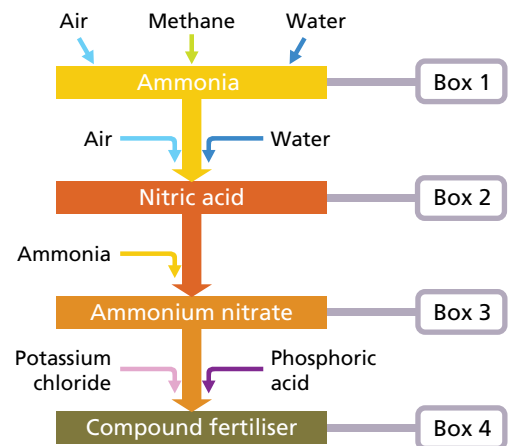 Air
Methane
Water
Ammonia
Box 1
Air
Water
Nitric acid
Box 2
Ammonia
Ammonium nitrate
Box 3
Potassium
chloride
Phosphoric
acid
Compound fertiliser
Box 4